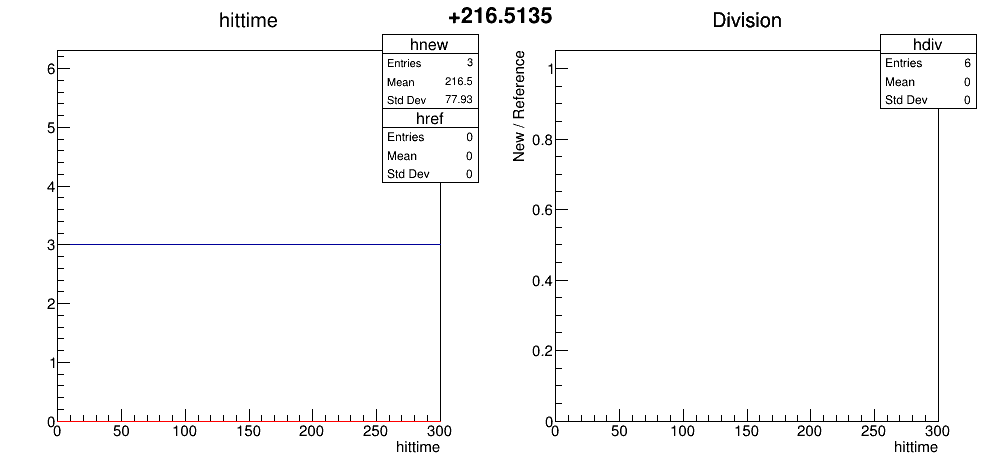 +216.5135
hittime
hnew
Entries 3
Mean 216.5
Std Dev 77.93
href
Entries 0
Mean 0
Std Dev 0
6
5
4
3
2
1
0
0 50 100 150 200 250 300
hittime
Division
hdiv
Entries 6
Mean 0
Std Dev 0
New / Reference
1
0.8
0.6
0.4
0.2
0
0 50 100 150 200 250 300
hittime